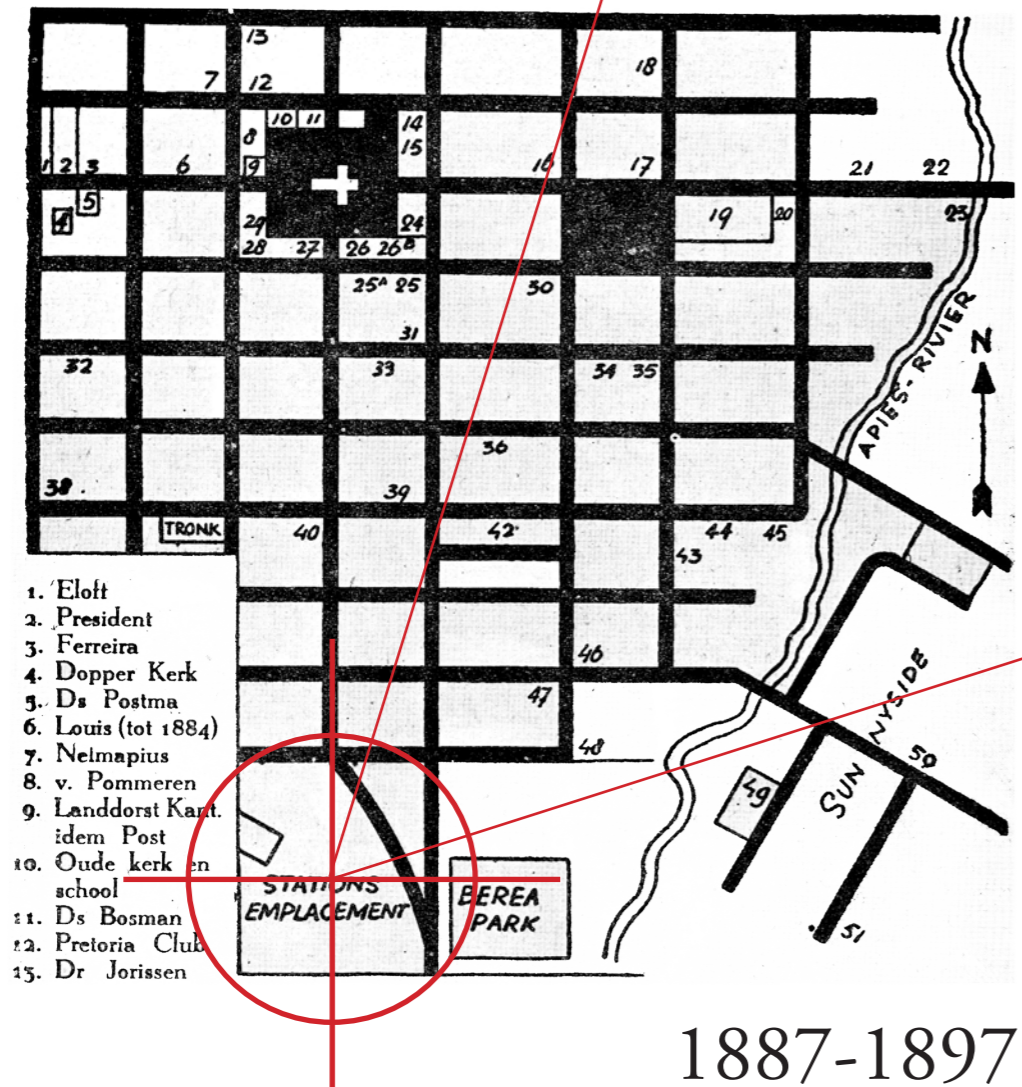 13
7 12 18
10 11 14
8 15
1 2 3 6 9 16 17 21 22
4 5 19 20 23
29 24
28 27 26 26B
25A 25 30
31
32 33 34 35
36
38 39
TRONK 40 42 44 45
43
46
47
48
49 50
51
APIES-RIVIER
N
SUNNYSIDE
STATIONS
EMPLACEMENT
BEREA
PARK
1. Eloff
2. President
3. Ferreira
4. Dopper Kerk
5. Ds Postma
6. Louis (tot 1884)
7. Nelmapius
8. v. Pommeren
9. Landdorst Kant.
idem Post
10. Oude kerk en
school
11. Ds Bosman
12. Pretoria Club
13. Dr Jorissen
1887-1897